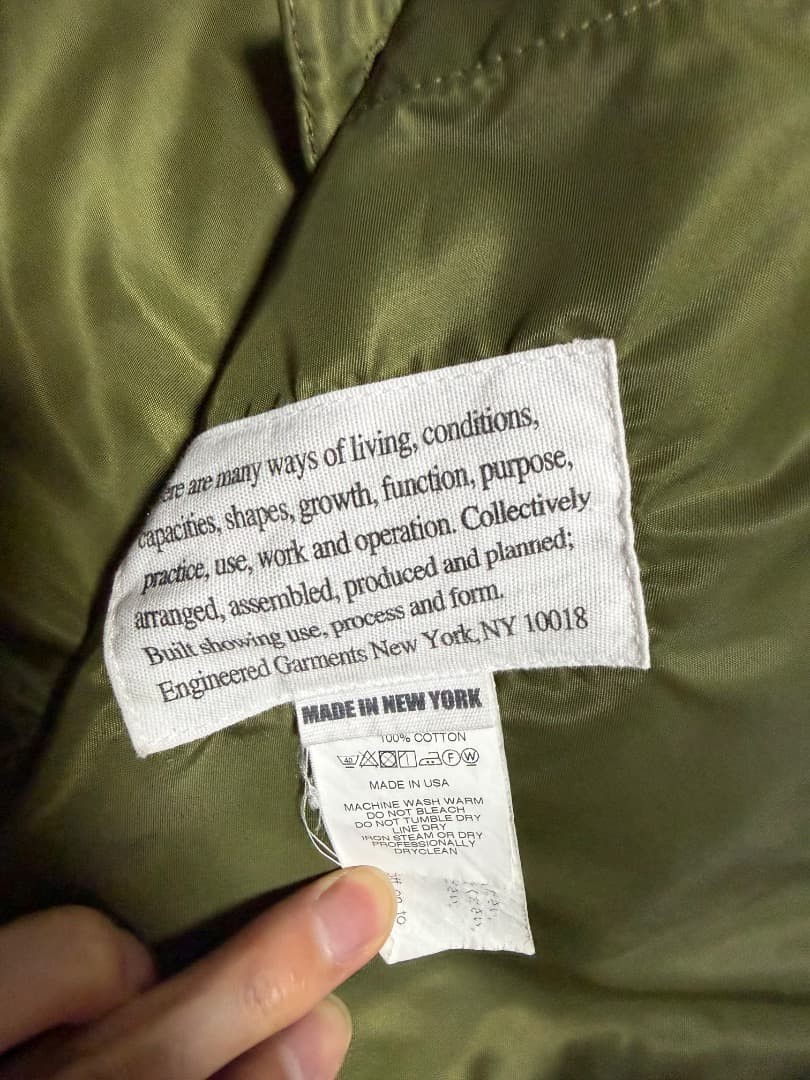 ere are many ways of living, conditions,
capacities, shapes, growth, function, purpose,
practice, use, work and operation. Collectively
arranged, assembled, produced and planned;
Built showing use, process and form.
Engineered Garments New York, NY 10018
MADE IN NEW YORK
100% COTTON
40 F W
MADE IN USA
MACHINE WASH WARM
DO NOT BLEACH
DO NOT TUMBLE DRY
LINE DRY
IRON STEAM OR DRY
PROFESSIONALLY
DRYCLEAN